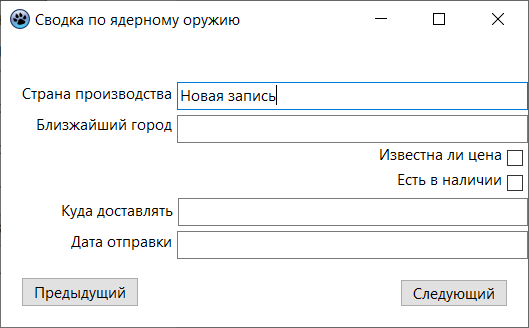 Сводка по ядерному оружию
Страна производства Новая запись
Близжайший город
Известна ли цена
Есть в наличии
Куда доставлять
Дата отправки
Предыдущий Следующий